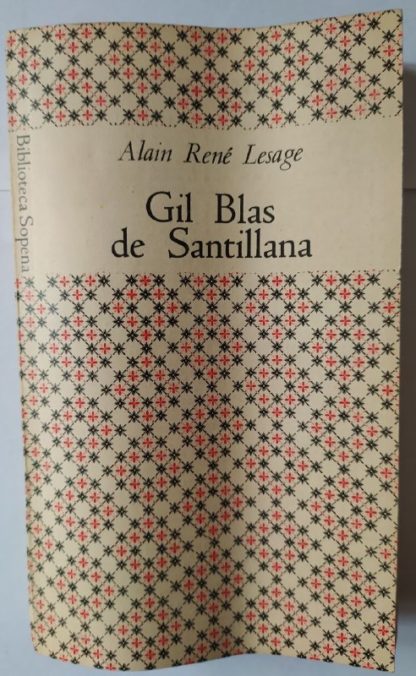 Alain René Lesage
Gil Blas
de Santillana
Biblioteca Sopena